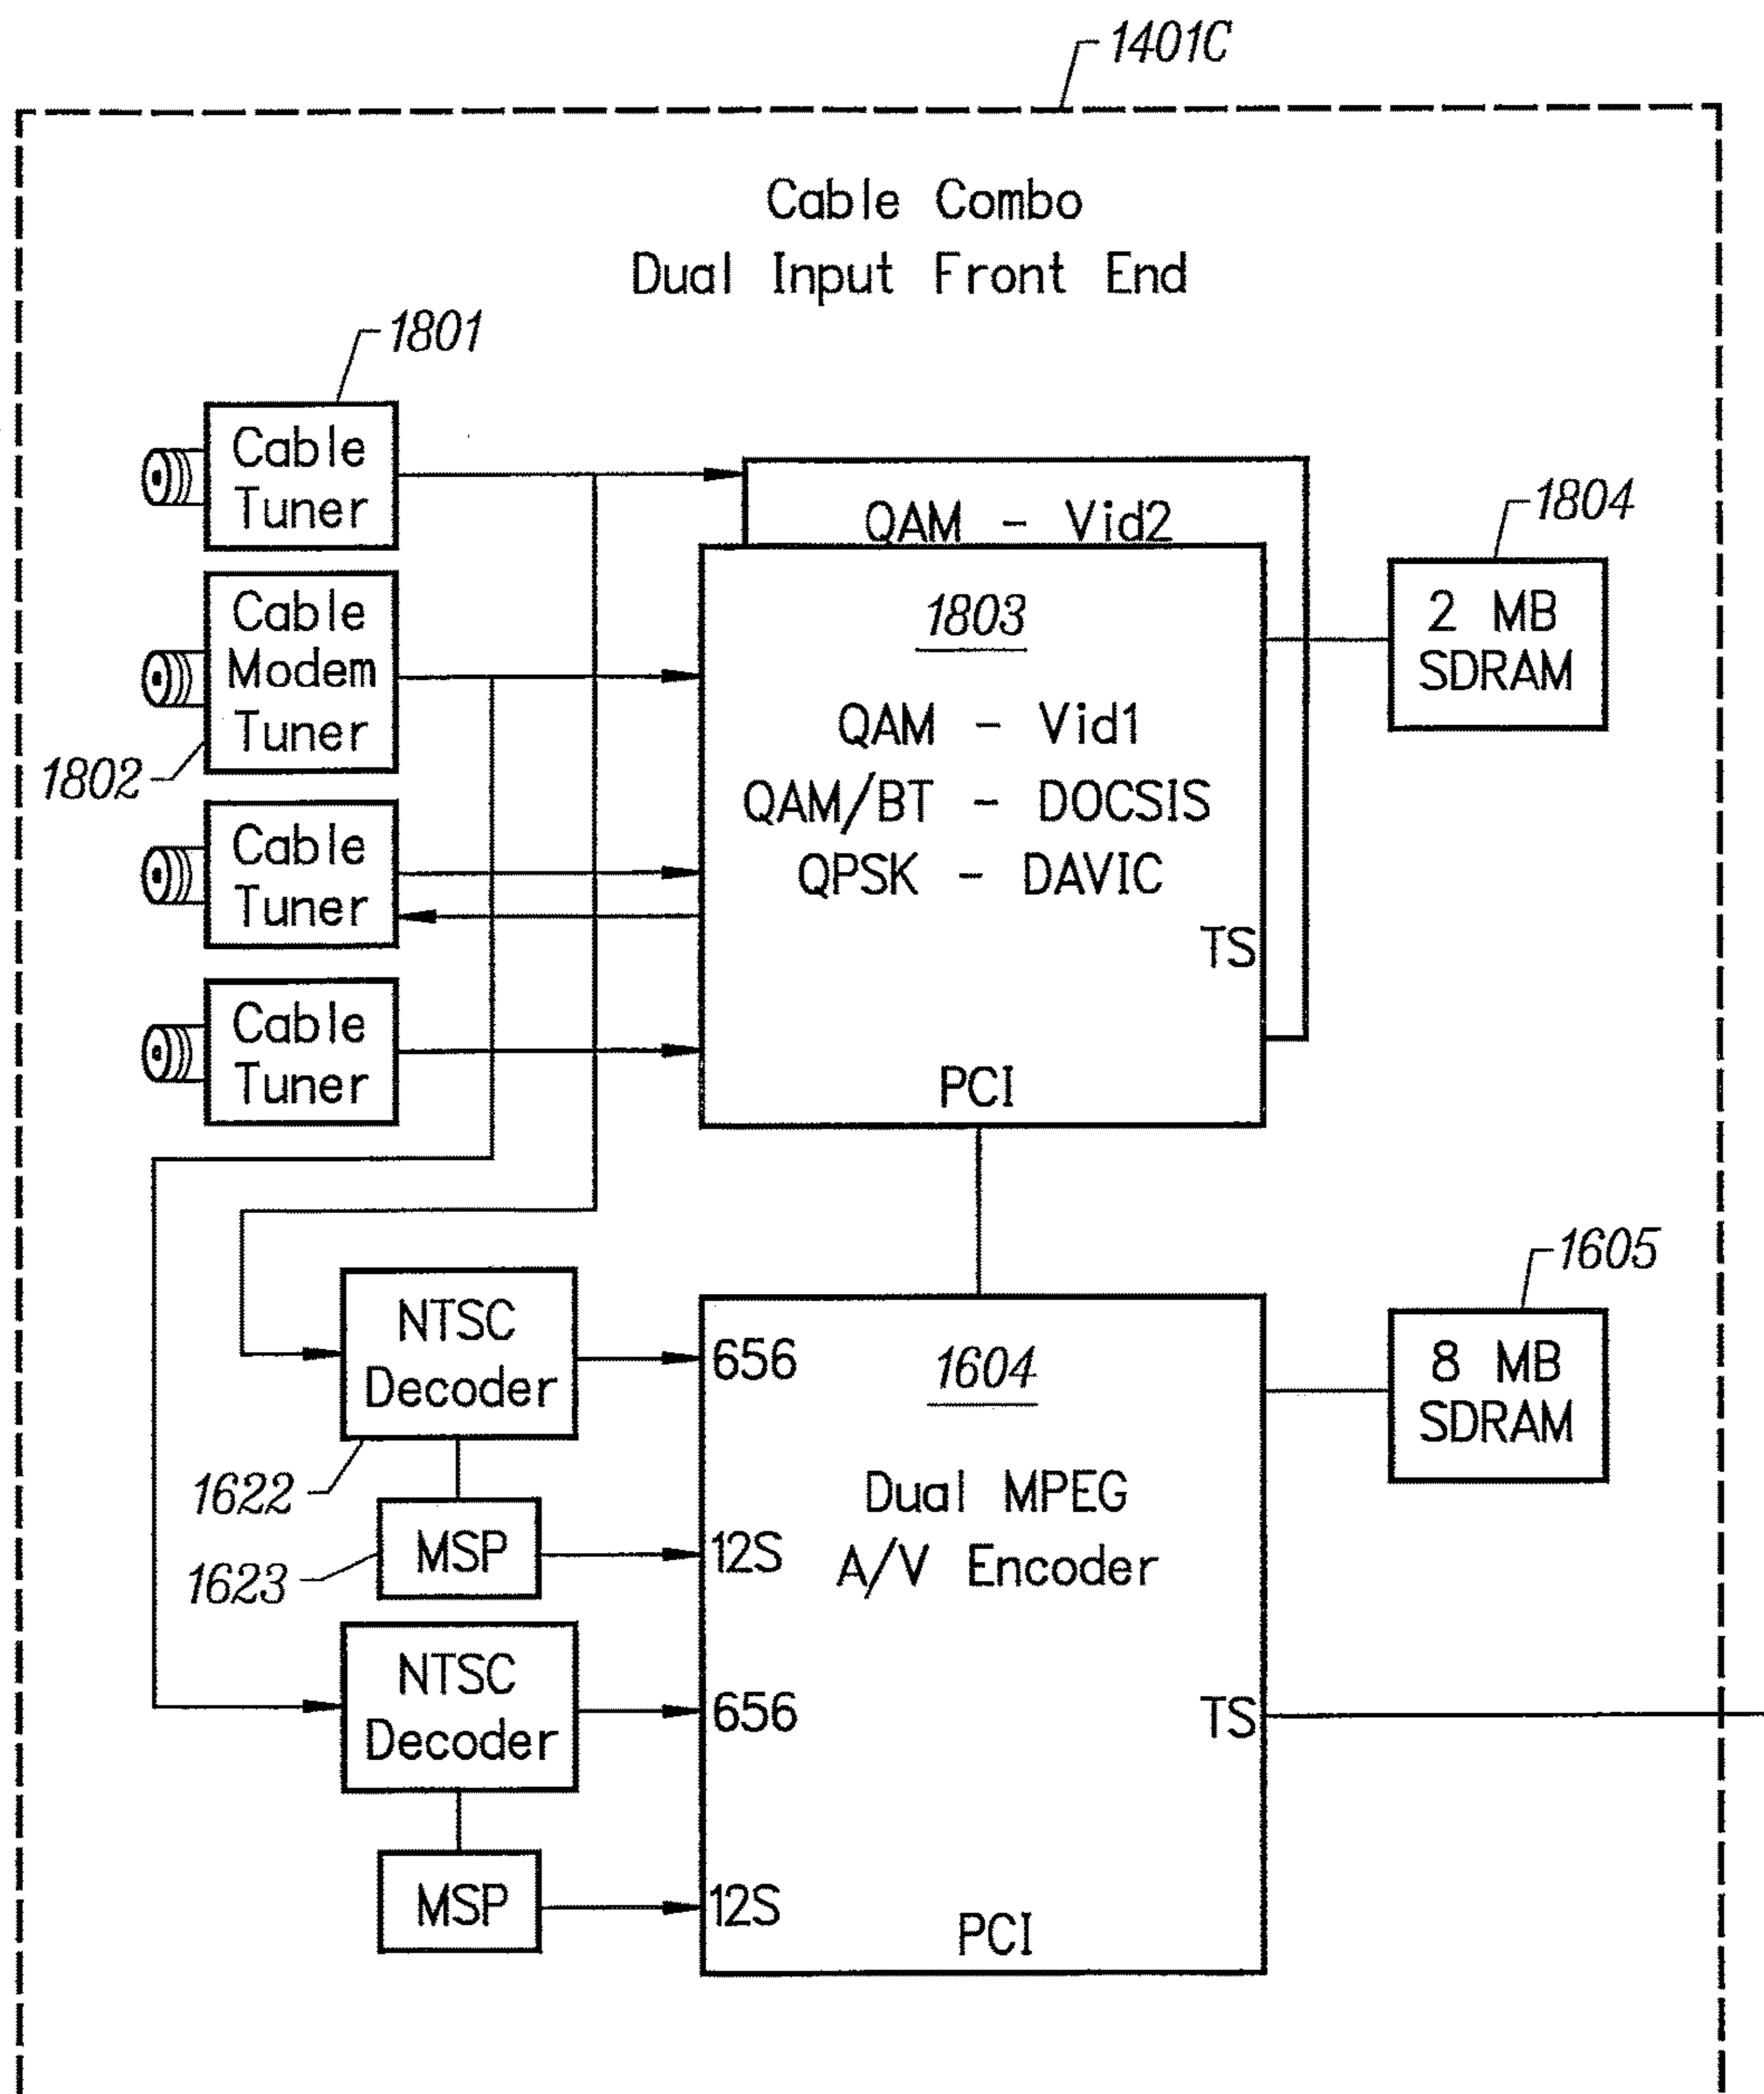 1401C
Cable Combo
Dual Input Front End
1801
Cable
Tuner
QAM - Vid2
1804
2 MB
SDRAM
Cable
Modem
Tuner
1802
1803
QAM - Vid1
QAM/BT - DOCSIS
QPSK - DAVIC
TS
PCI
Cable
Tuner
Cable
Tuner
1605
8 MB
SDRAM
NTSC
Decoder
1622
656
1604
Dual MPEG
A/V Encoder
MSP
1623
12S
NTSC
Decoder
656
TS
MSP
12S
PCI